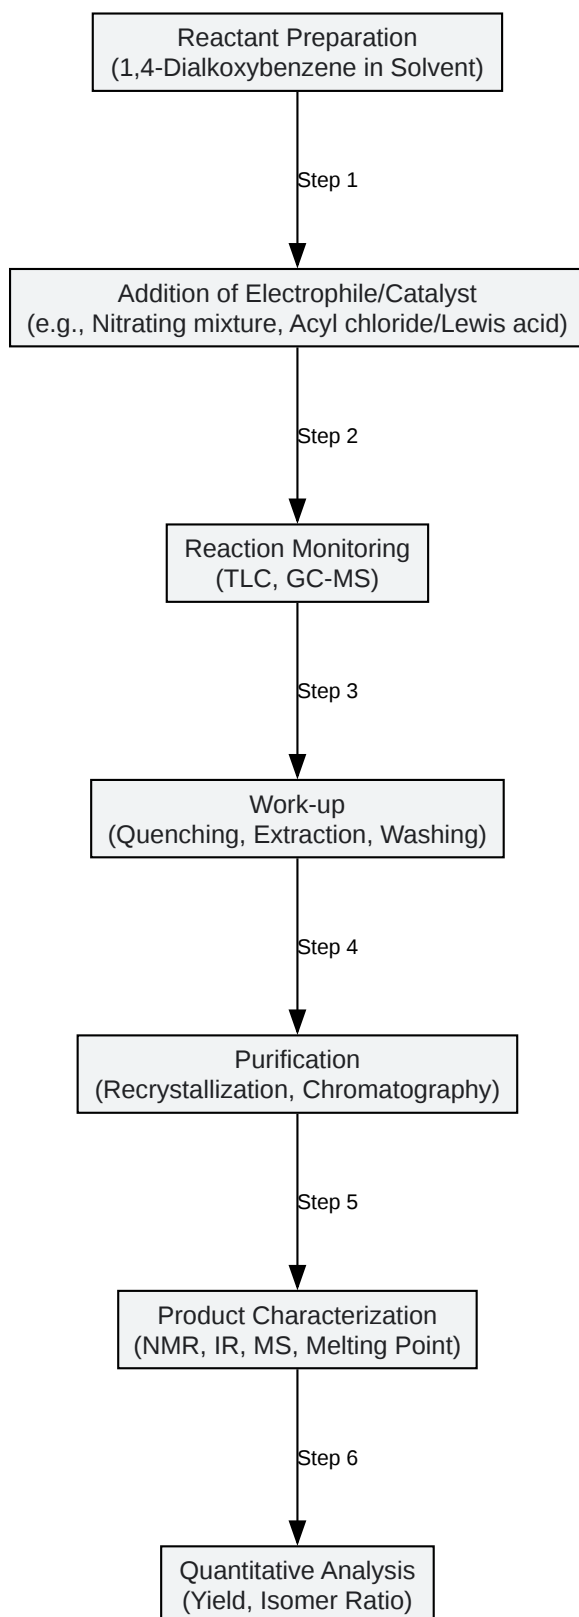 Reactant Preparation
(1,4-Dialkoxybenzene in Solvent)
Step 1
Addition of Electrophile/Catalyst
(e.g., Nitrating mixture, Acyl chloride/Lewis acid)
Step 2
Reaction Monitoring
(TLC, GC-MS)
Step 3
Work-up
(Quenching, Extraction, Washing)
Step 4
Purification
(Recrystallization, Chromatography)
Step 5
Product Characterization
(NMR, IR, MS, Melting Point)
Step 6
Quantitative Analysis
(Yield, Isomer Ratio)